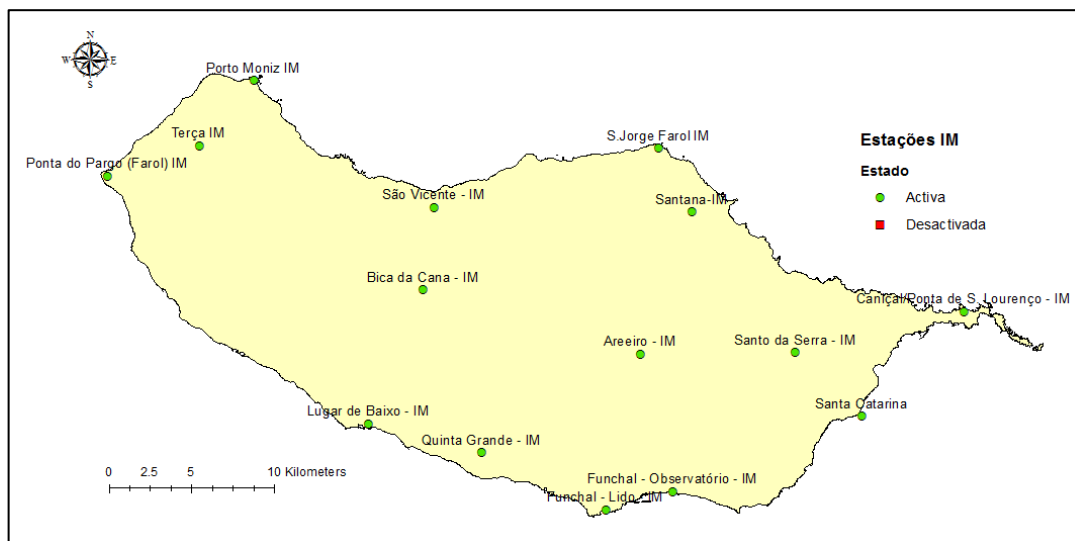 N
W E
S
Porto Moniz IM
Terça IM
S.Jorge Farol IM
Ponta do Pargo (Farol) IM
São Vicente - IM
Santana-IM
Estações IM
Estado
Activa
Desactivada
Bica da Cana - IM
Caniçal/Ponta de S. Lourenço - IM
Areeiro - IM
Santo da Serra - IM
Lugar de Baixo - IM
Santa Catarina
Quinta Grande - IM
Funchal - Observatório - IM
Funchal - Lido - IM
0 2.5 5 10 Kilometers